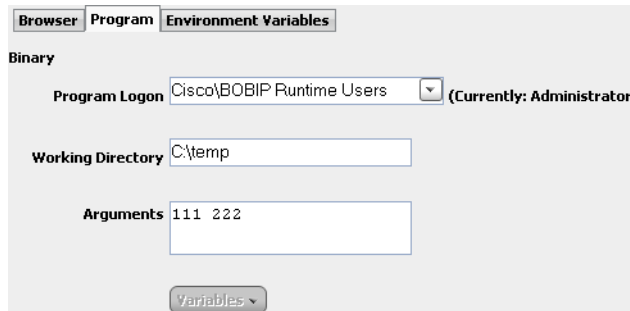 Browser Program Environment Variables
Binary
Program Logon Cisco\BOBIP Runtime Users (Currently: Administrator
Working Directory C:\temp
Arguments 111 222
Variables